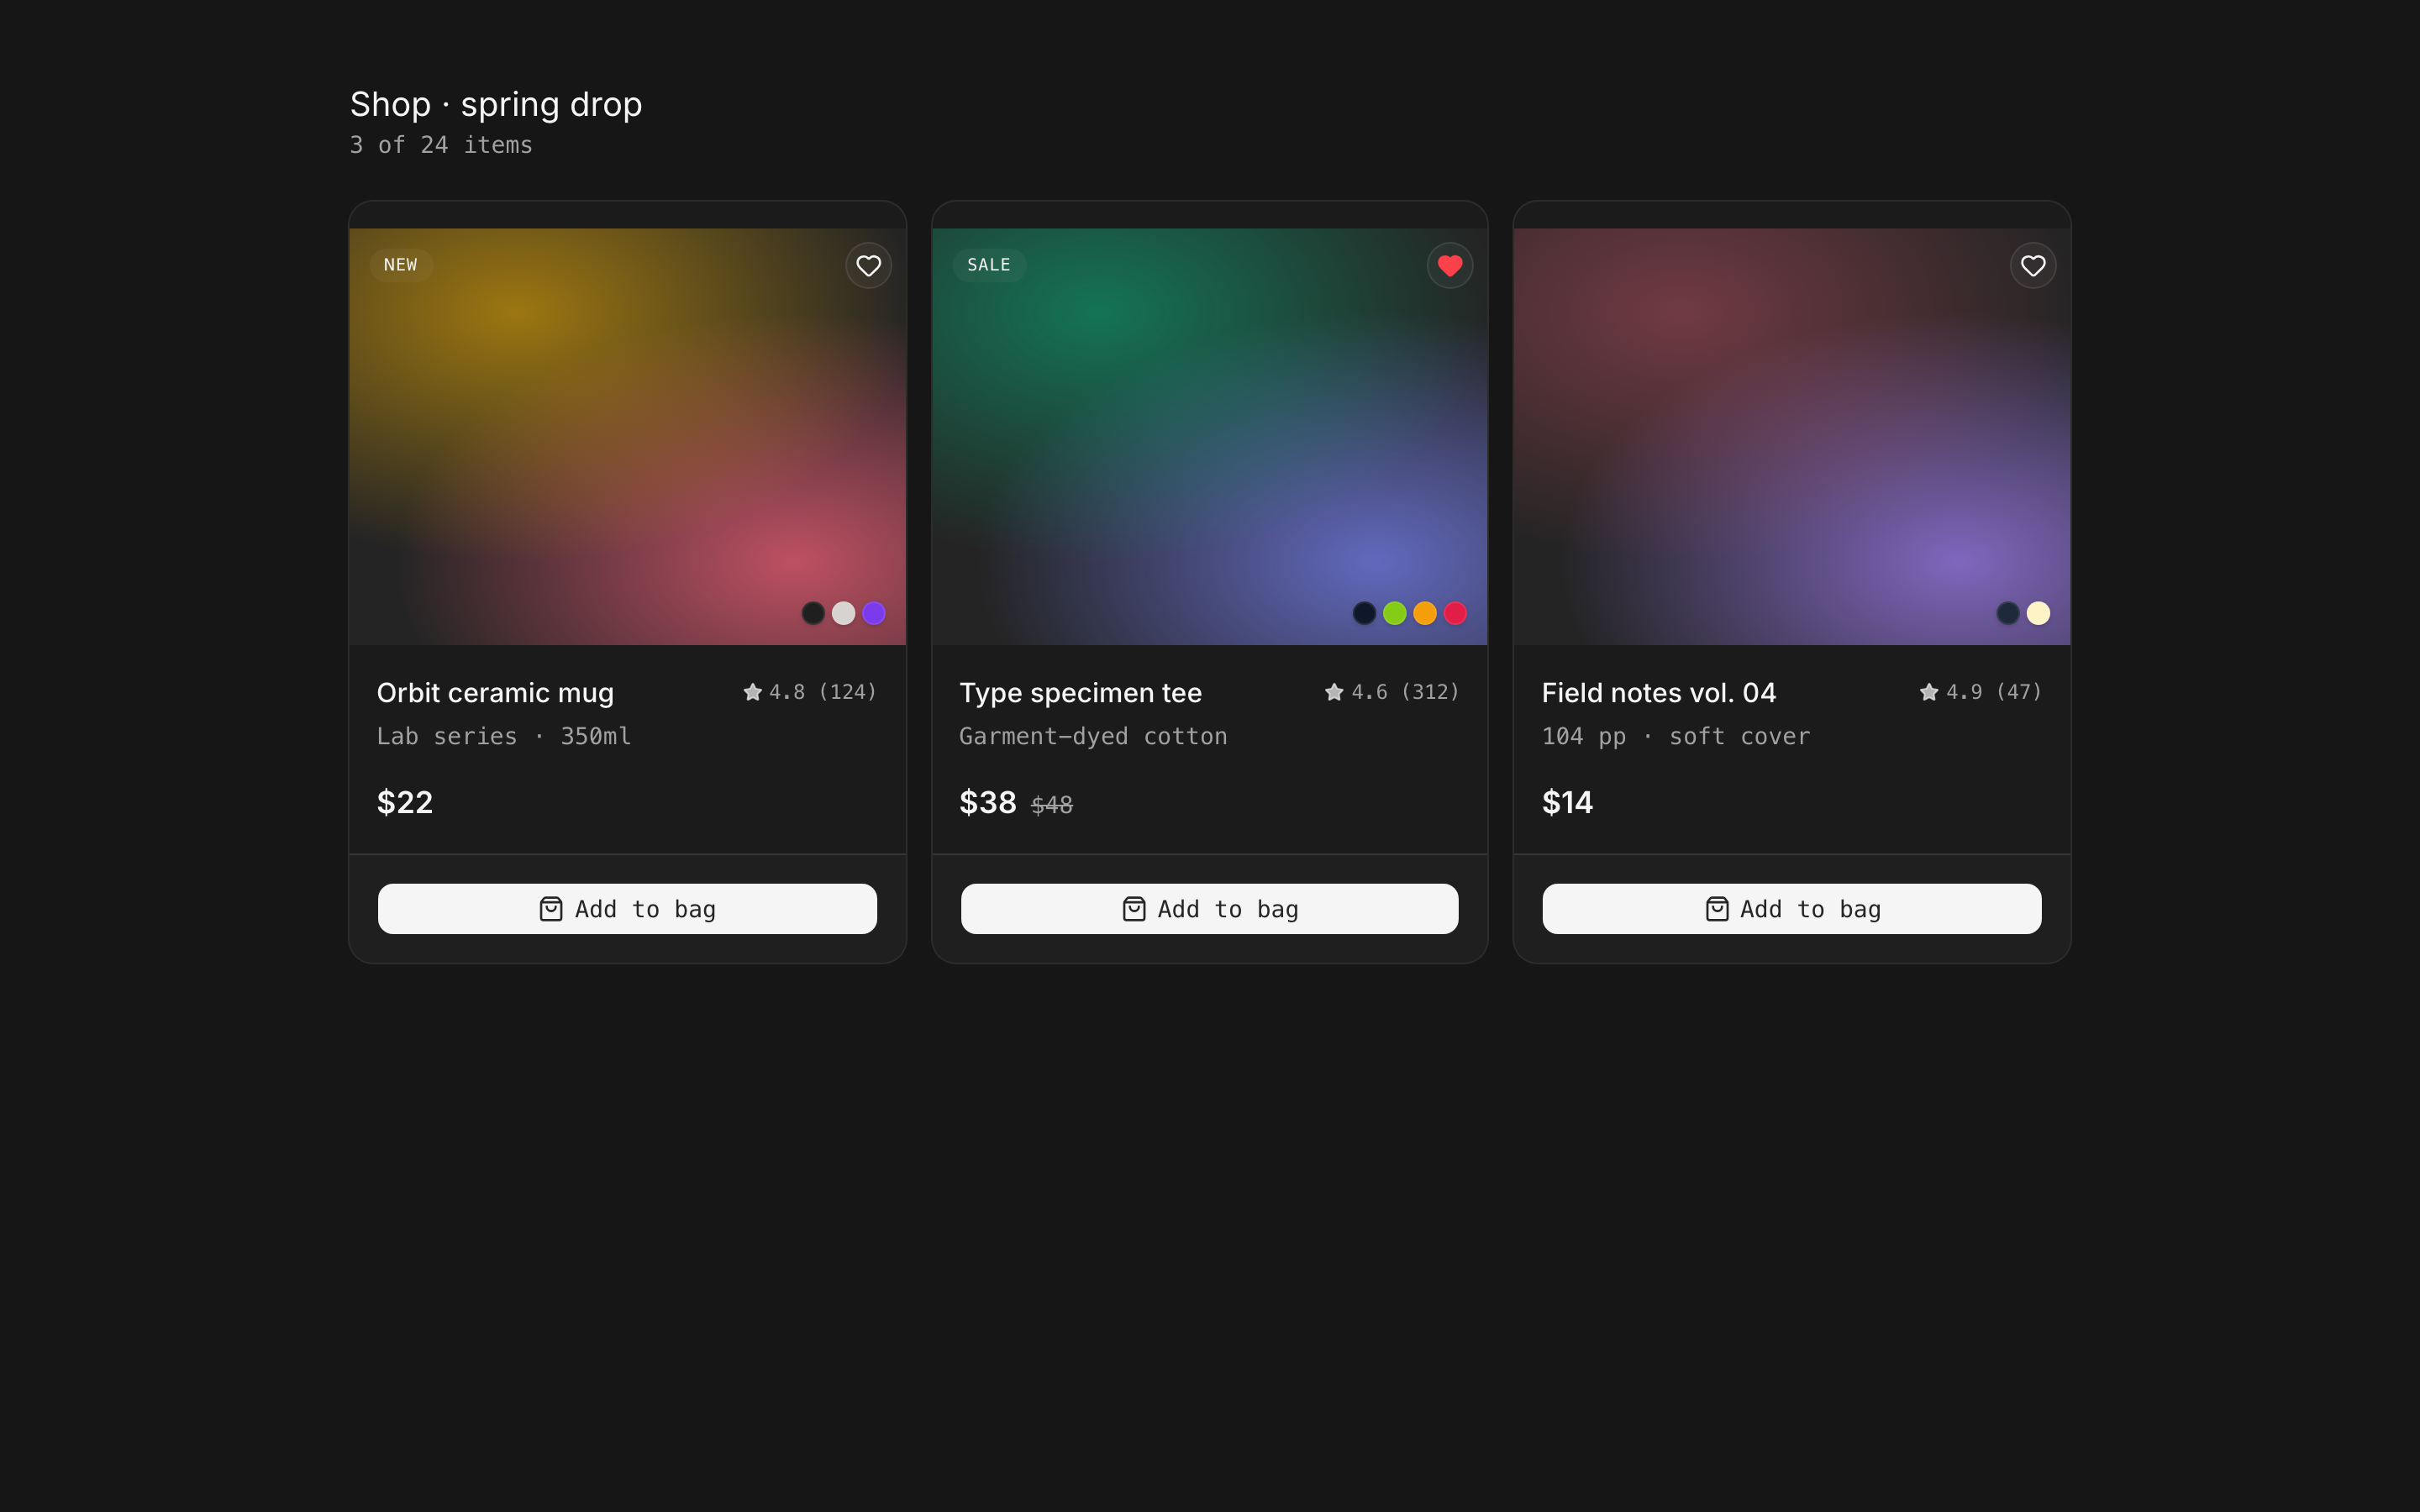 Shop · spring drop
3 of 24 items
NEW
SALE
Orbit ceramic mug
4.8 (124)
Lab series · 350ml
$22
Add to bag
Type specimen tee
4.6 (312)
Garment-dyed cotton
$38 $48
Add to bag
Field notes vol. 04
4.9 (47)
104 pp · soft cover
$14
Add to bag